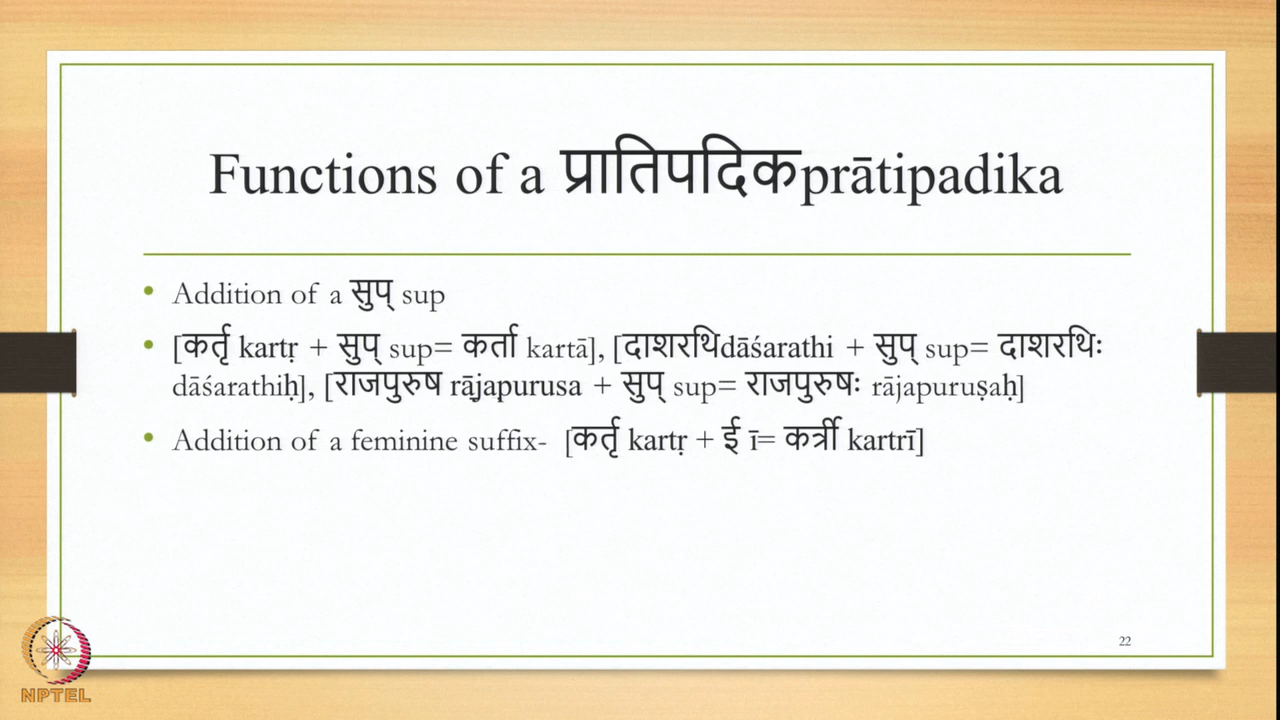 Functions of a प्रातिपदिकprātipadika
• Addition of a सुप् sup
• [कर्तृ kartṛ + सुप् sup= कर्ता kartā], [दाशरथिdāśarathi + सुप् sup= दाशरथिः
dāśarathiḥ], [राजपुरुष rājapurusa + सुप् sup= राजपुरुषः rājapuruṣaḥ]
• Addition of a feminine suffix- [कर्तृ kartṛ + ई ī= कर्त्री kartrī]
22
NPTEL